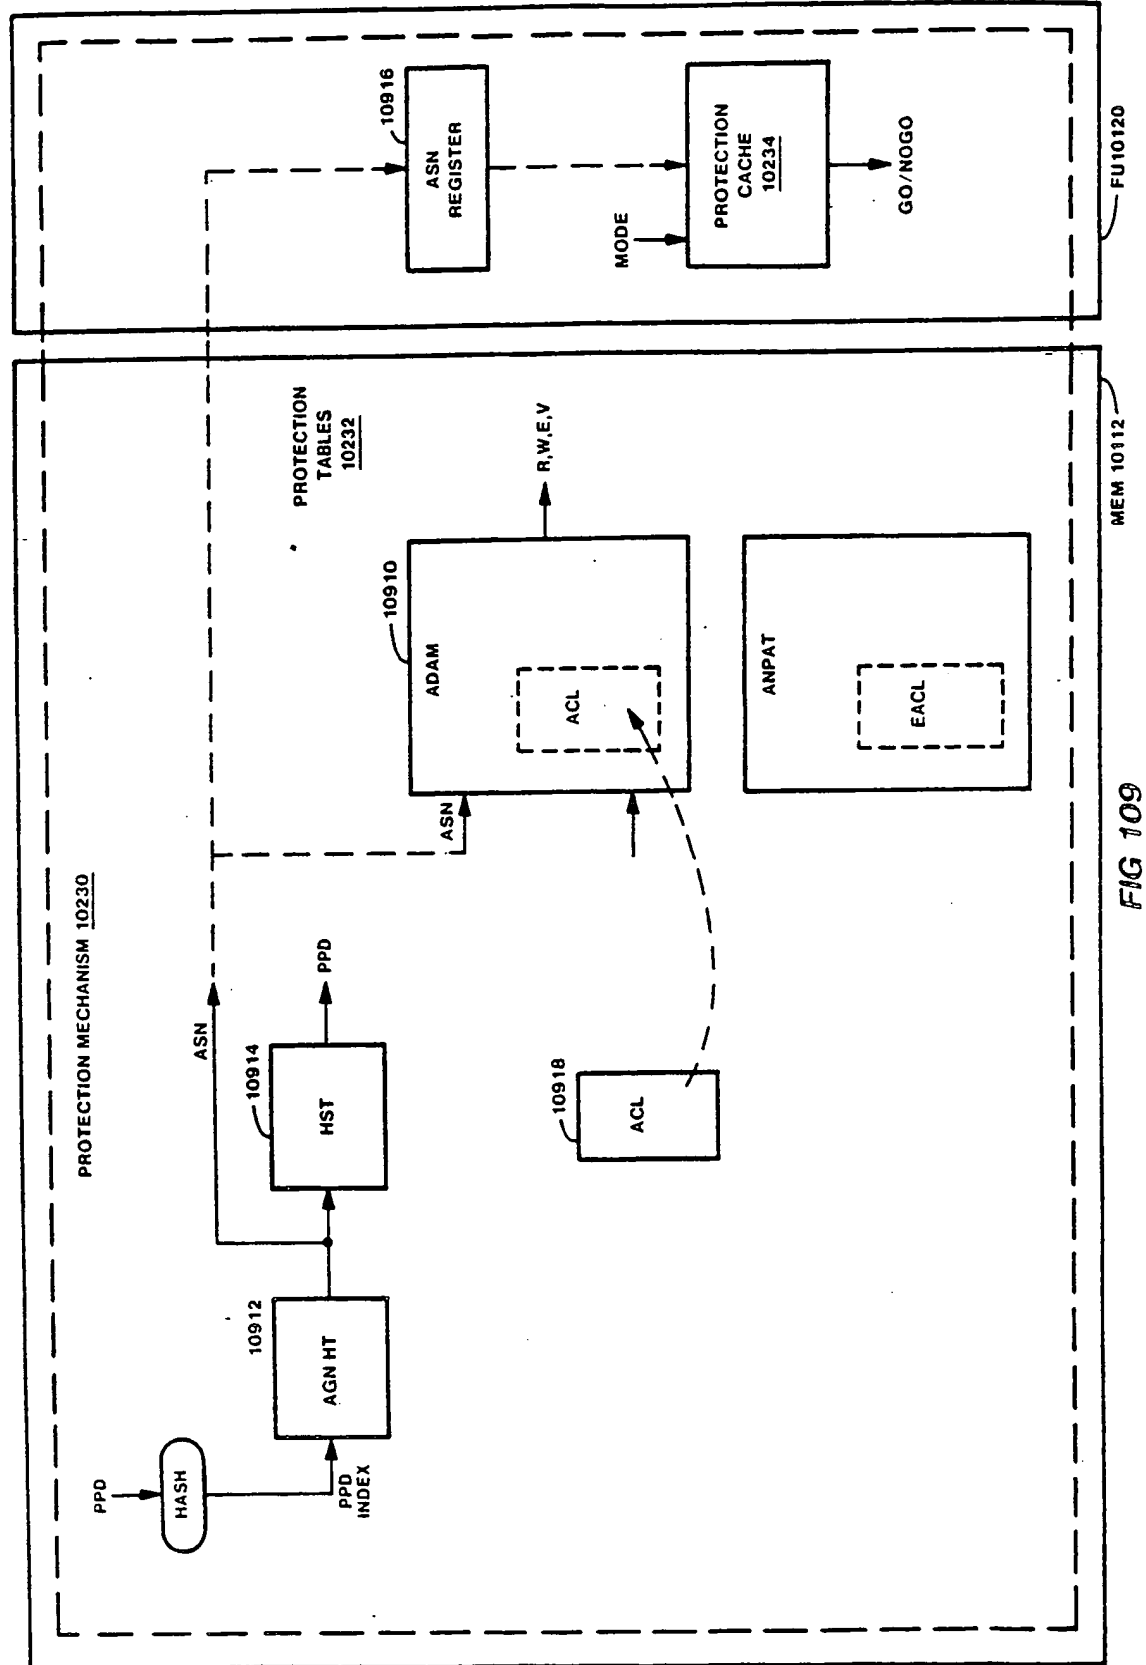 PROTECTION MECHANISM 10230
PPD
HASH
PPD
INDEX
10912
AGN HT
ASN
10914
HST
PPD
10918
ACL
PROTECTION
TABLES
10232
ASN
10910
ADAM
ACL
R,W,E,V
ANPAT
EACL
10916
ASN
REGISTER
MODE
PROTECTION
CACHE
10234
GO/NOGO
MEM 10112
FU10120
FIG 109